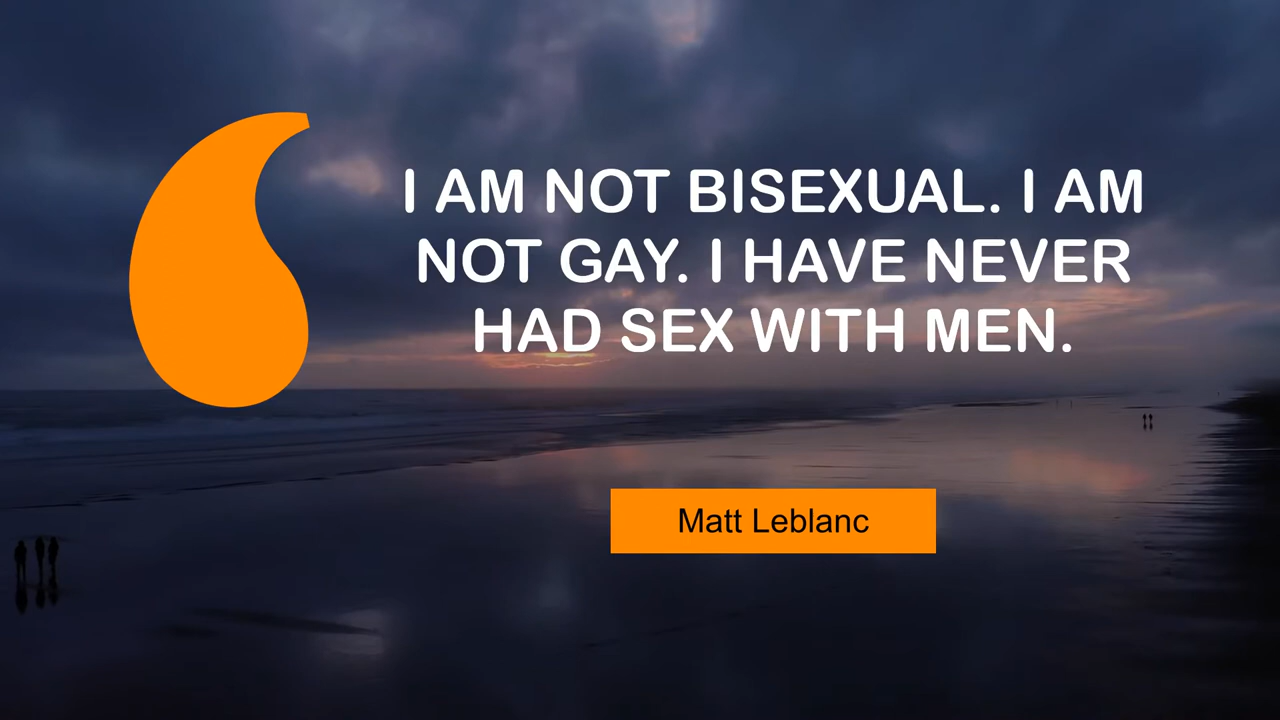 I AM NOT BISEXUAL. I AM
NOT GAY. I HAVE NEVER
HAD SEX WITH MEN.
Matt Leblanc